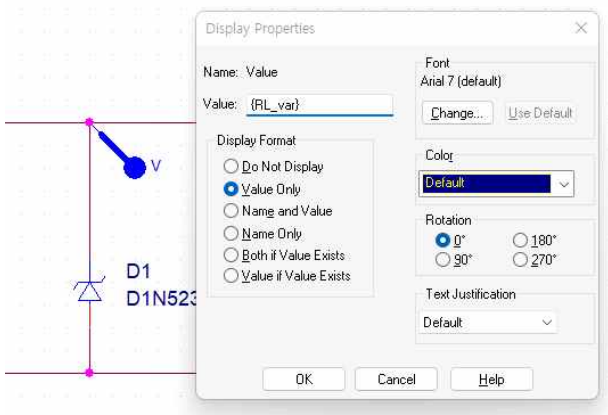 Display Properties
Name: Value
Value: {RL_var}
Display Format
Do Not Display
Value Only
Name and Value
Name Only
Both if Value Exists
Value if Value Exists
Font
Arial 7 (default)
Change... Use Default
Color
Default
Rotation
0° 180°
90° 270°
Text Justification
Default
OK Cancel Help
V
D1
D1N523